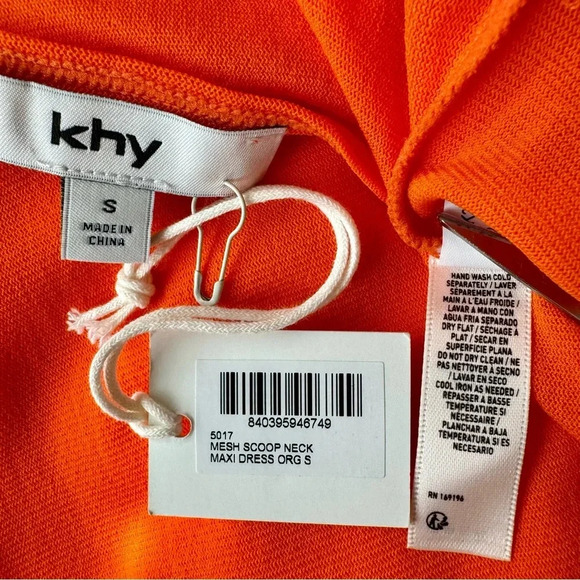 khy
S
MADE IN
CHINA
840395946749
5017
MESH SCOOP NECK
MAXI DRESS ORG S
HAND WASH COLD
SEPARATELY / LAVER
SÉPAREMENT À LA
MAIN À L'EAU FROIDE /
LAVAR A MANO CON
AGUA FRIA SEPARADO
DRY FLAT / SÉCHAGE À
PLAT / SECAR EN
SUPERFICIE PLANA
DO NOT DRY CLEAN / NE
PAS NETTOYER À SEC/NO
LAVAR EN SECO
COOL IRON AS NEEDED /
REPASSER A BASSE
TEMPERATURE SI
NÉCESSAIRE /
PLANCHAR A BAJA
TEMPERATURA SI ES
NECESARIO
RN 169196